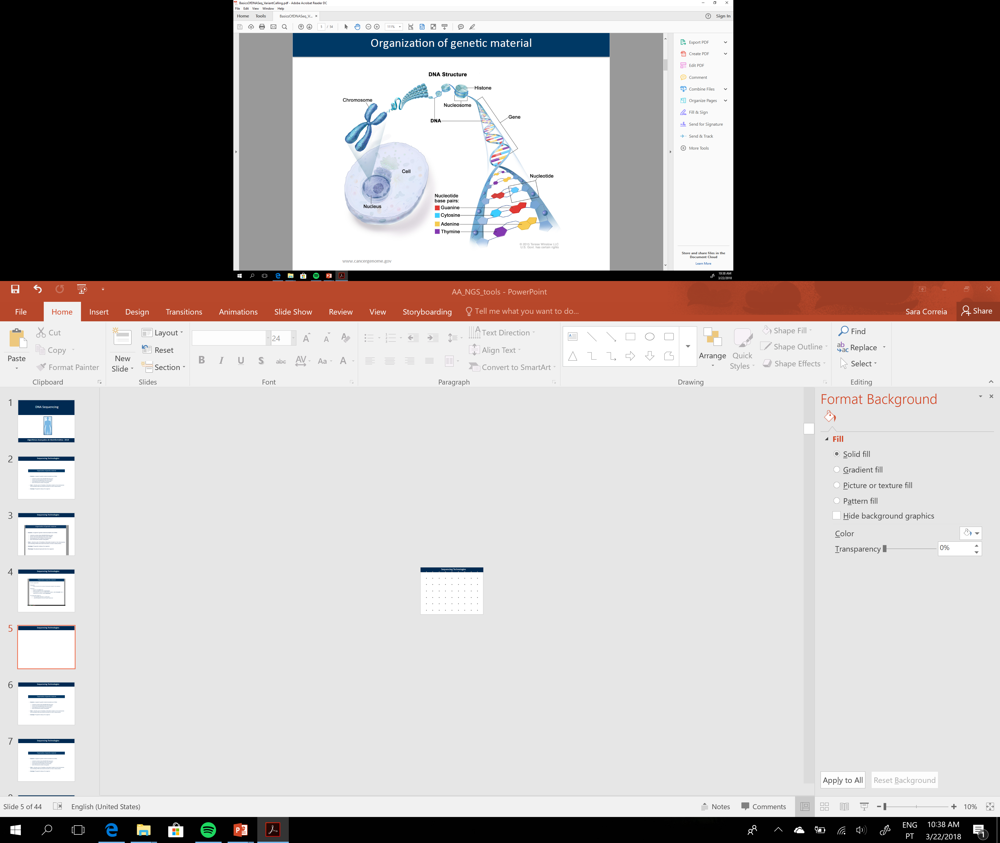 BasicsOfDNASeq_VariantCalling.pdf - Adobe Acrobat Reader DC
File Edit View Window Help
Home Tools BasicsOfDNASeq_V... × Sign In
5 / 54 111%
Organization of genetic material
Export PDF
Create PDF
Edit PDF
Comment
Combine Files
Organize Pages
Fill & Sign
Send for Signature
Send & Track
More Tools
Store and share files in the
Document Cloud
Learn More
DNA Structure
Histone
Chromosome
Nucleosome
Gene
DNA
Cell
Nucleotide
Nucleotide
base pairs:
Guanine
Cytosine
Adenine
Thymine
Nucleus
© 2015 Terese Winslow LLC
U.S. Govt. has certain rights
www.cancergenome.gov
10:38 AM
3/22/2018
AA_NGS_tools - PowerPoint
File Home Insert Design Transitions Animations Slide Show Review View Storyboarding Tell me what you want to do... Sara Correia Share
Paste
Cut
Copy
Format Painter
Clipboard
New
Slide
Layout
Reset
Section
Slides
24
B I U S abc AV Aa A
Font
Text Direction
Align Text
Convert to SmartArt
Paragraph
Arrange
Quick
Styles
Shape Fill
Shape Outline
Shape Effects
Drawing
Find
Replace
Select
Editing
1
DNA Sequencing
Algoritmos Avançados de Bioinformática 2018
2
Sequencing Technologies
Organization of genetic material
3
Sequencing Technologies
Organization of genetic material
4
Sequencing Technologies
Organization of genetic material
5
Sequencing Technologies
6
Sequencing Technologies
Organization of genetic material
7
Sequencing Technologies
Organization of genetic material
Sequencing Technologies
Format Background
Fill
Solid fill
Gradient fill
Picture or texture fill
Pattern fill
Hide background graphics
Color
Transparency 0%
Apply to All Reset Background
Slide 5 of 44 English (United States) Notes Comments 10%
ENG
PT
10:38 AM
3/22/2018
1